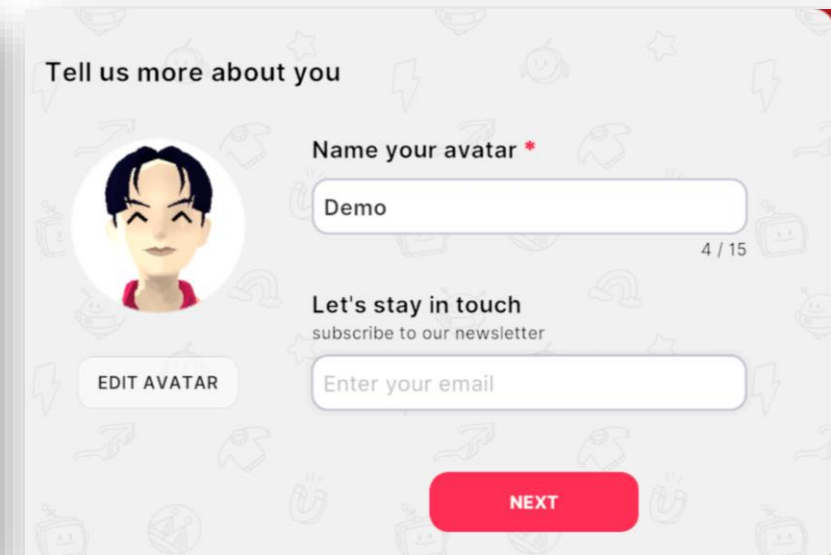 Tell us more about you
Name your avatar *
Demo
4 / 15
Let's stay in touch
subscribe to our newsletter
EDIT AVATAR
Enter your email
NEXT